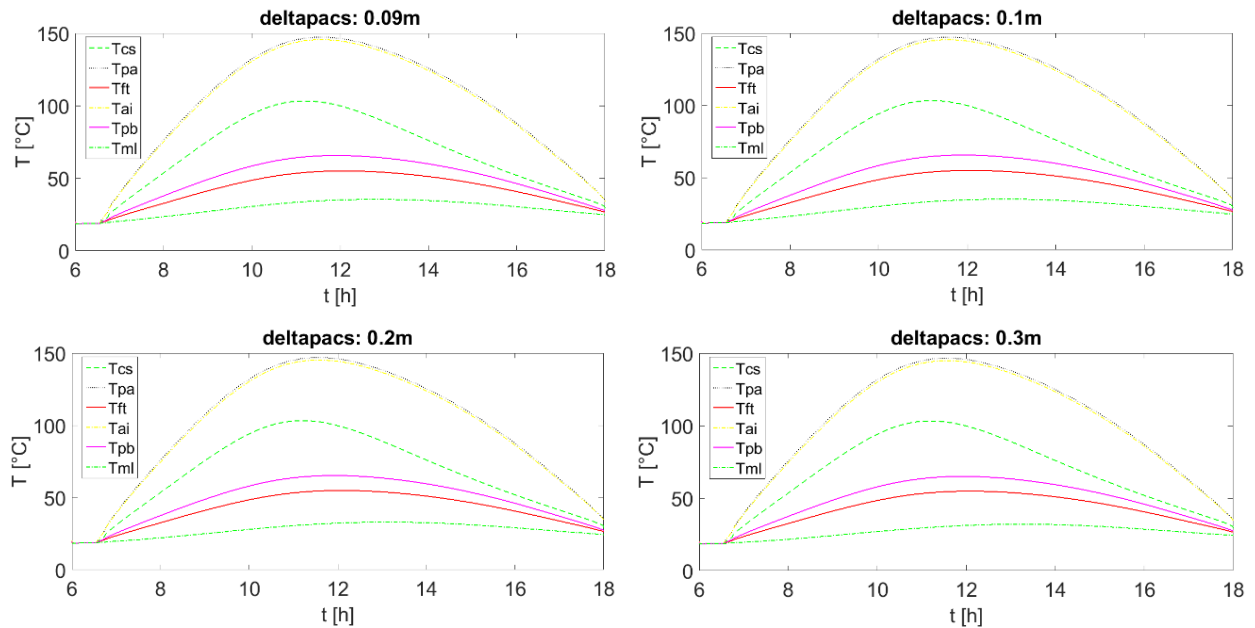 deltapacs: 0.09m
T [°C]
150
100
50
0
Tcs
Tpa
Tft
Tai
Tpb
Tml
6 8 10 12 14 16 18
t [h]
deltapacs: 0.1m
T [°C]
150
100
50
0
Tcs
Tpa
Tft
Tai
Tpb
Tml
6 8 10 12 14 16 18
t [h]
deltapacs: 0.2m
T [°C]
150
100
50
0
Tcs
Tpa
Tft
Tai
Tpb
Tml
6 8 10 12 14 16 18
t [h]
deltapacs: 0.3m
T [°C]
150
100
50
0
Tcs
Tpa
Tft
Tai
Tpb
Tml
6 8 10 12 14 16 18
t [h]